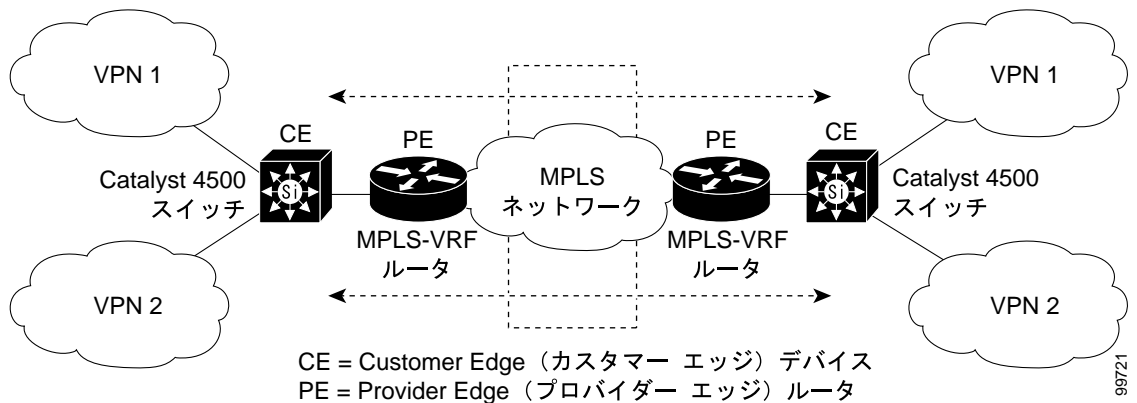 VPN 1
VPN 1
CE
PE
PE
CE
Catalyst 4500
スイッチ
Si
MPLS
ネットワーク
Si
Catalyst 4500
スイッチ
MPLS-VRF
ルータ
MPLS-VRF
ルータ
VPN 2
VPN 2
CE = Customer Edge（カスタマー エッジ）デバイス
PE = Provider Edge（プロバイダー エッジ）ルータ
99721